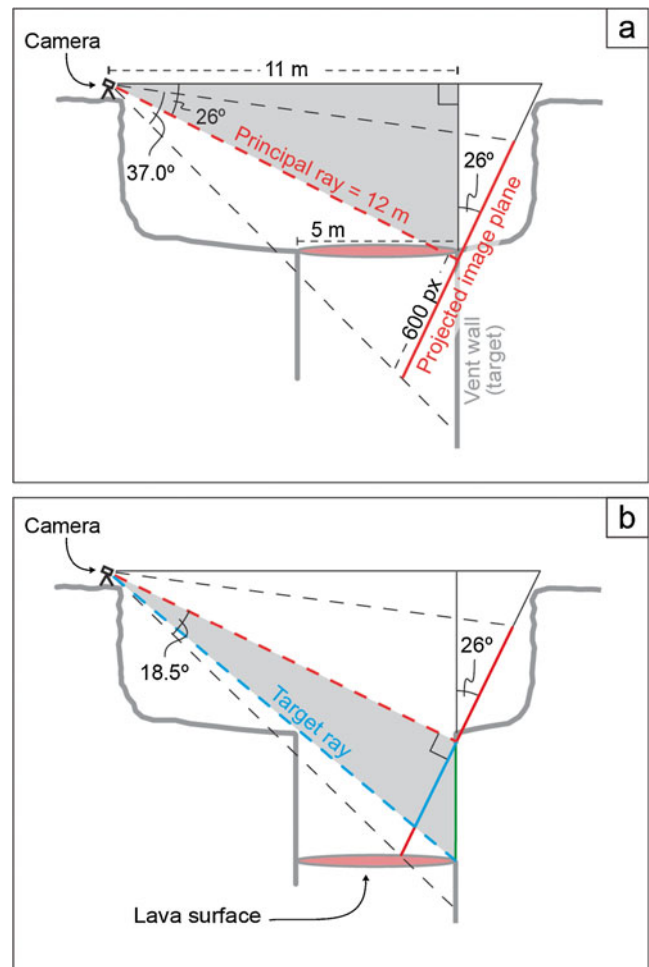 a
Camera
11 m
26º
37.0º
Principal ray = 12 m
26º
5 m
600 px
Projected image plane
Vent wall
(target)
b
Camera
26º
18.5º
Target ray
Lava surface